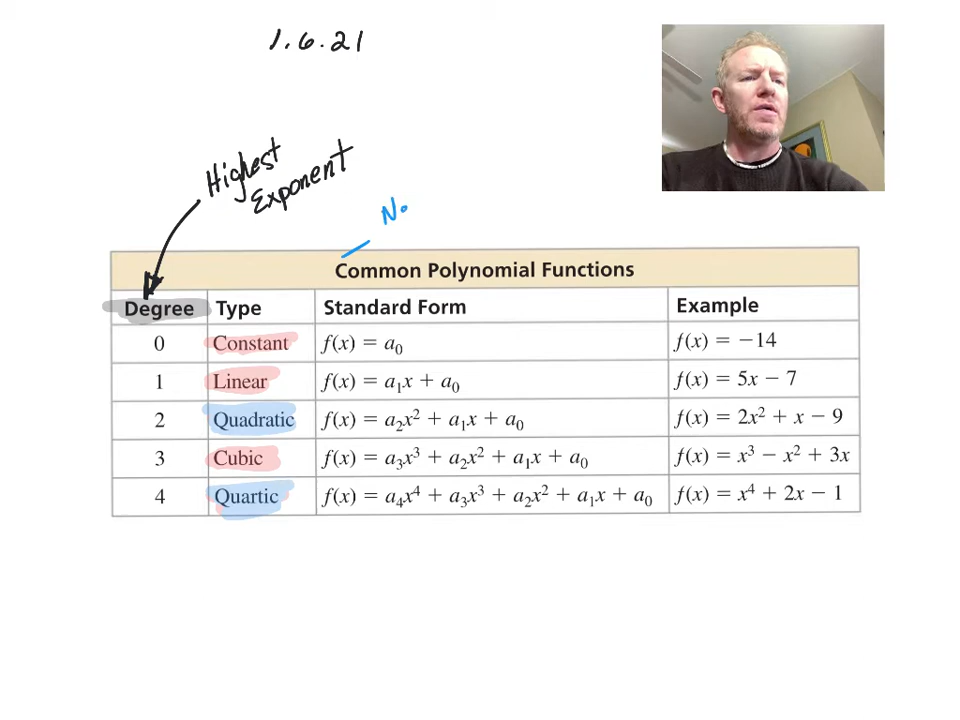 1.6.21
Highest
Exponent
No
Common Polynomial Functions
Degree Type Standard Form Example
0 Constant f(x) = a₀ f(x) = −14
1 Linear f(x) = a₁x + a₀ f(x) = 5x − 7
2 Quadratic f(x) = a₂x² + a₁x + a₀ f(x) = 2x² + x − 9
3 Cubic f(x) = a₃x³ + a₂x² + a₁x + a₀ f(x) = x³ − x² + 3x
4 Quartic f(x) = a₄x⁴ + a₃x³ + a₂x² + a₁x + a₀ f(x) = x⁴ + 2x − 1